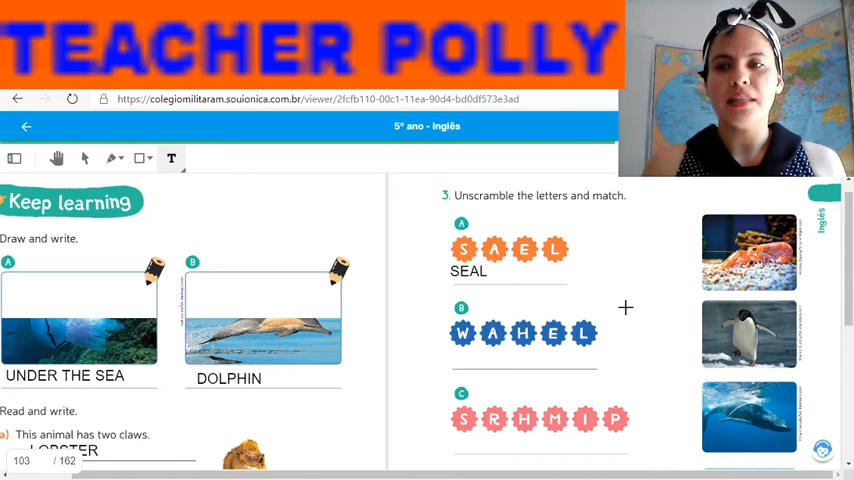 TEACHER POLLY
https://colegiomilitaram.souionica.com.br/viewer/2fcfb110-00c1-11ea-90d4-bd0df573e3ad
5º ano - Inglês
T
Keep learning
Draw and write.
A
B
UNDER THE SEA
DOLPHIN
Read and write.
a) This animal has two claws.
LOBSTER
103 / 162
3. Unscramble the letters and match.
A
S A E L
SEAL
B
W A H E L
C
S R H M I P
Inglês